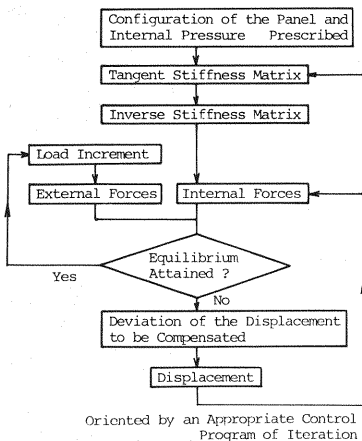 Configuration of the Panel and
Internal Pressure Prescribed
Tangent Stiffness Matrix
Inverse Stiffness Matrix
Load Increment
External Forces
Internal Forces
Equilibrium
Attained ?
Yes
No
Deviation of the Displacement
to be Compensated
Displacement
Oriented by an Appropriate Control
Program of Iteration